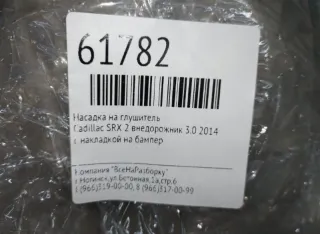 61782
Насадка на глушитель
Cadillac SRX 2 внедорожник 3.0 2014
с накладкой на бампер
Компания "ВсеНаРазборку"
г.Ногинск,ул.Бетонная 1а,стр.6
8 (966)319-00-00, 8 (966)317-00-99